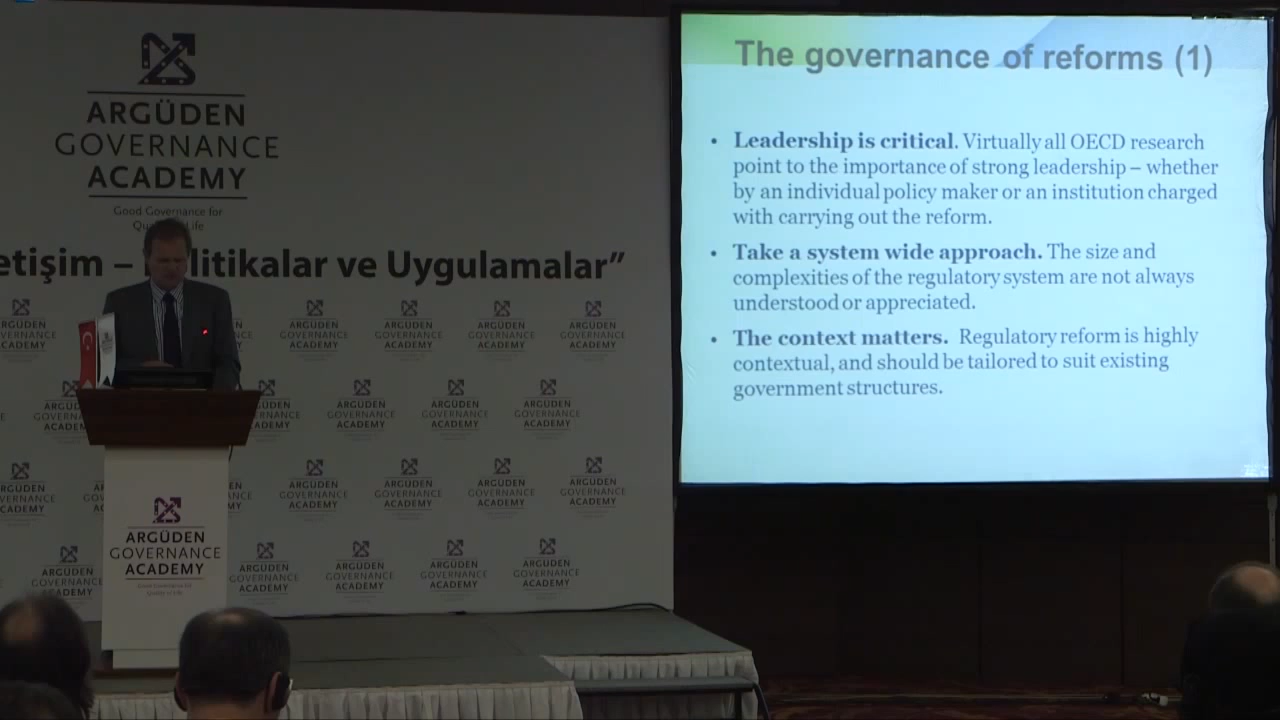 ARGÜDEN
GOVERNANCE
ACADEMY
Good Governance for
etişim – litikalar ve Uygulamalar”
ARGÜDEN
GOVERNANCE
ACADEMY
The governance of reforms (1)
• Leadership is critical. Virtually all OECD research
point to the importance of strong leadership – whether
by an individual policy maker or an institution charged
with carrying out the reform.
• Take a system wide approach. The size and
complexities of the regulatory system are not always
understood or appreciated.
• The context matters. Regulatory reform is highly
contextual, and should be tailored to suit existing
government structures.